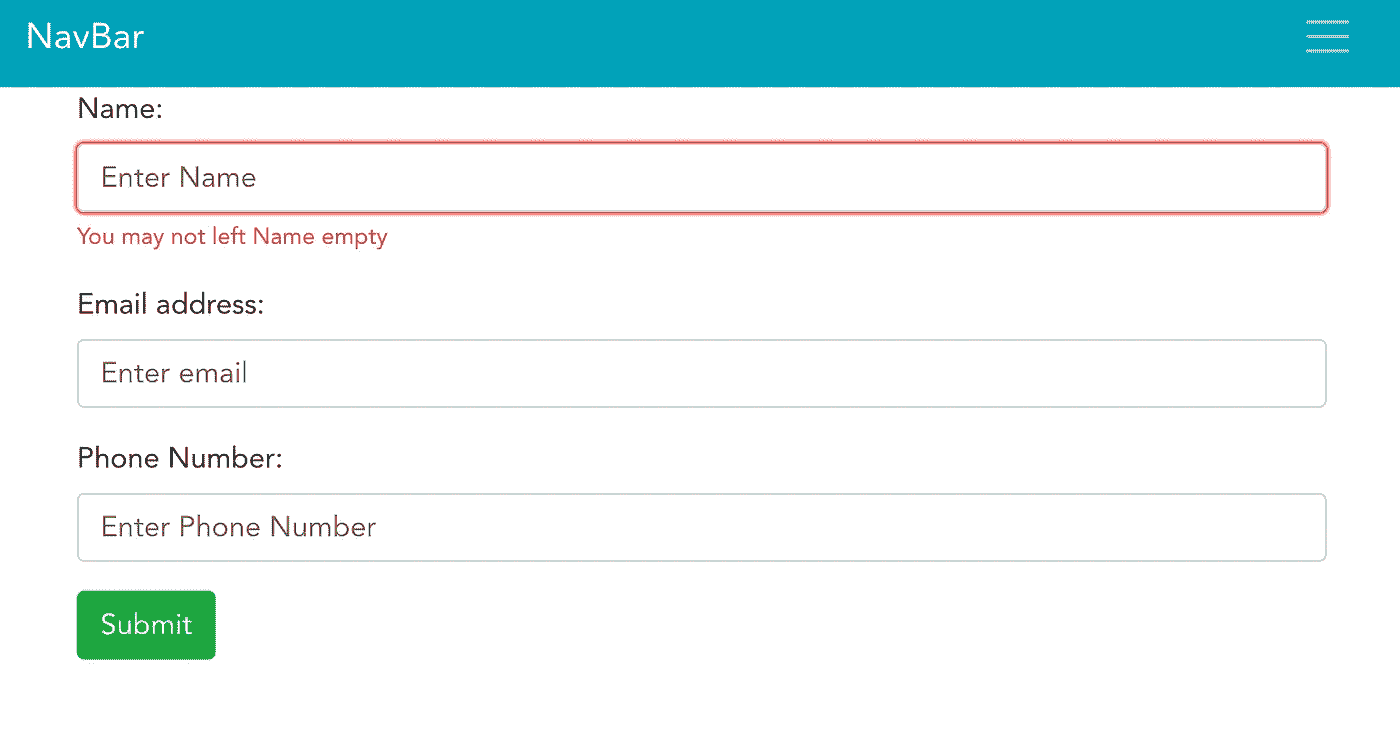 NavBar
Name:
Enter Name
You may not left Name empty
Email address:
Enter email
Phone Number:
Enter Phone Number
Submit